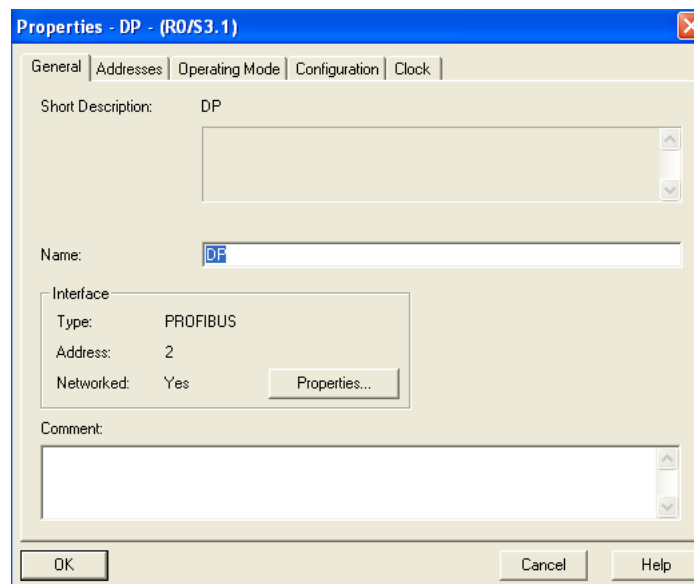 Properties - DP - (R0/S3.1)
General Addresses Operating Mode Configuration Clock
Short Description: DP
Name: DP
Interface
Type: PROFIBUS
Address: 2
Networked: Yes Properties...
Comment:
OK Cancel Help